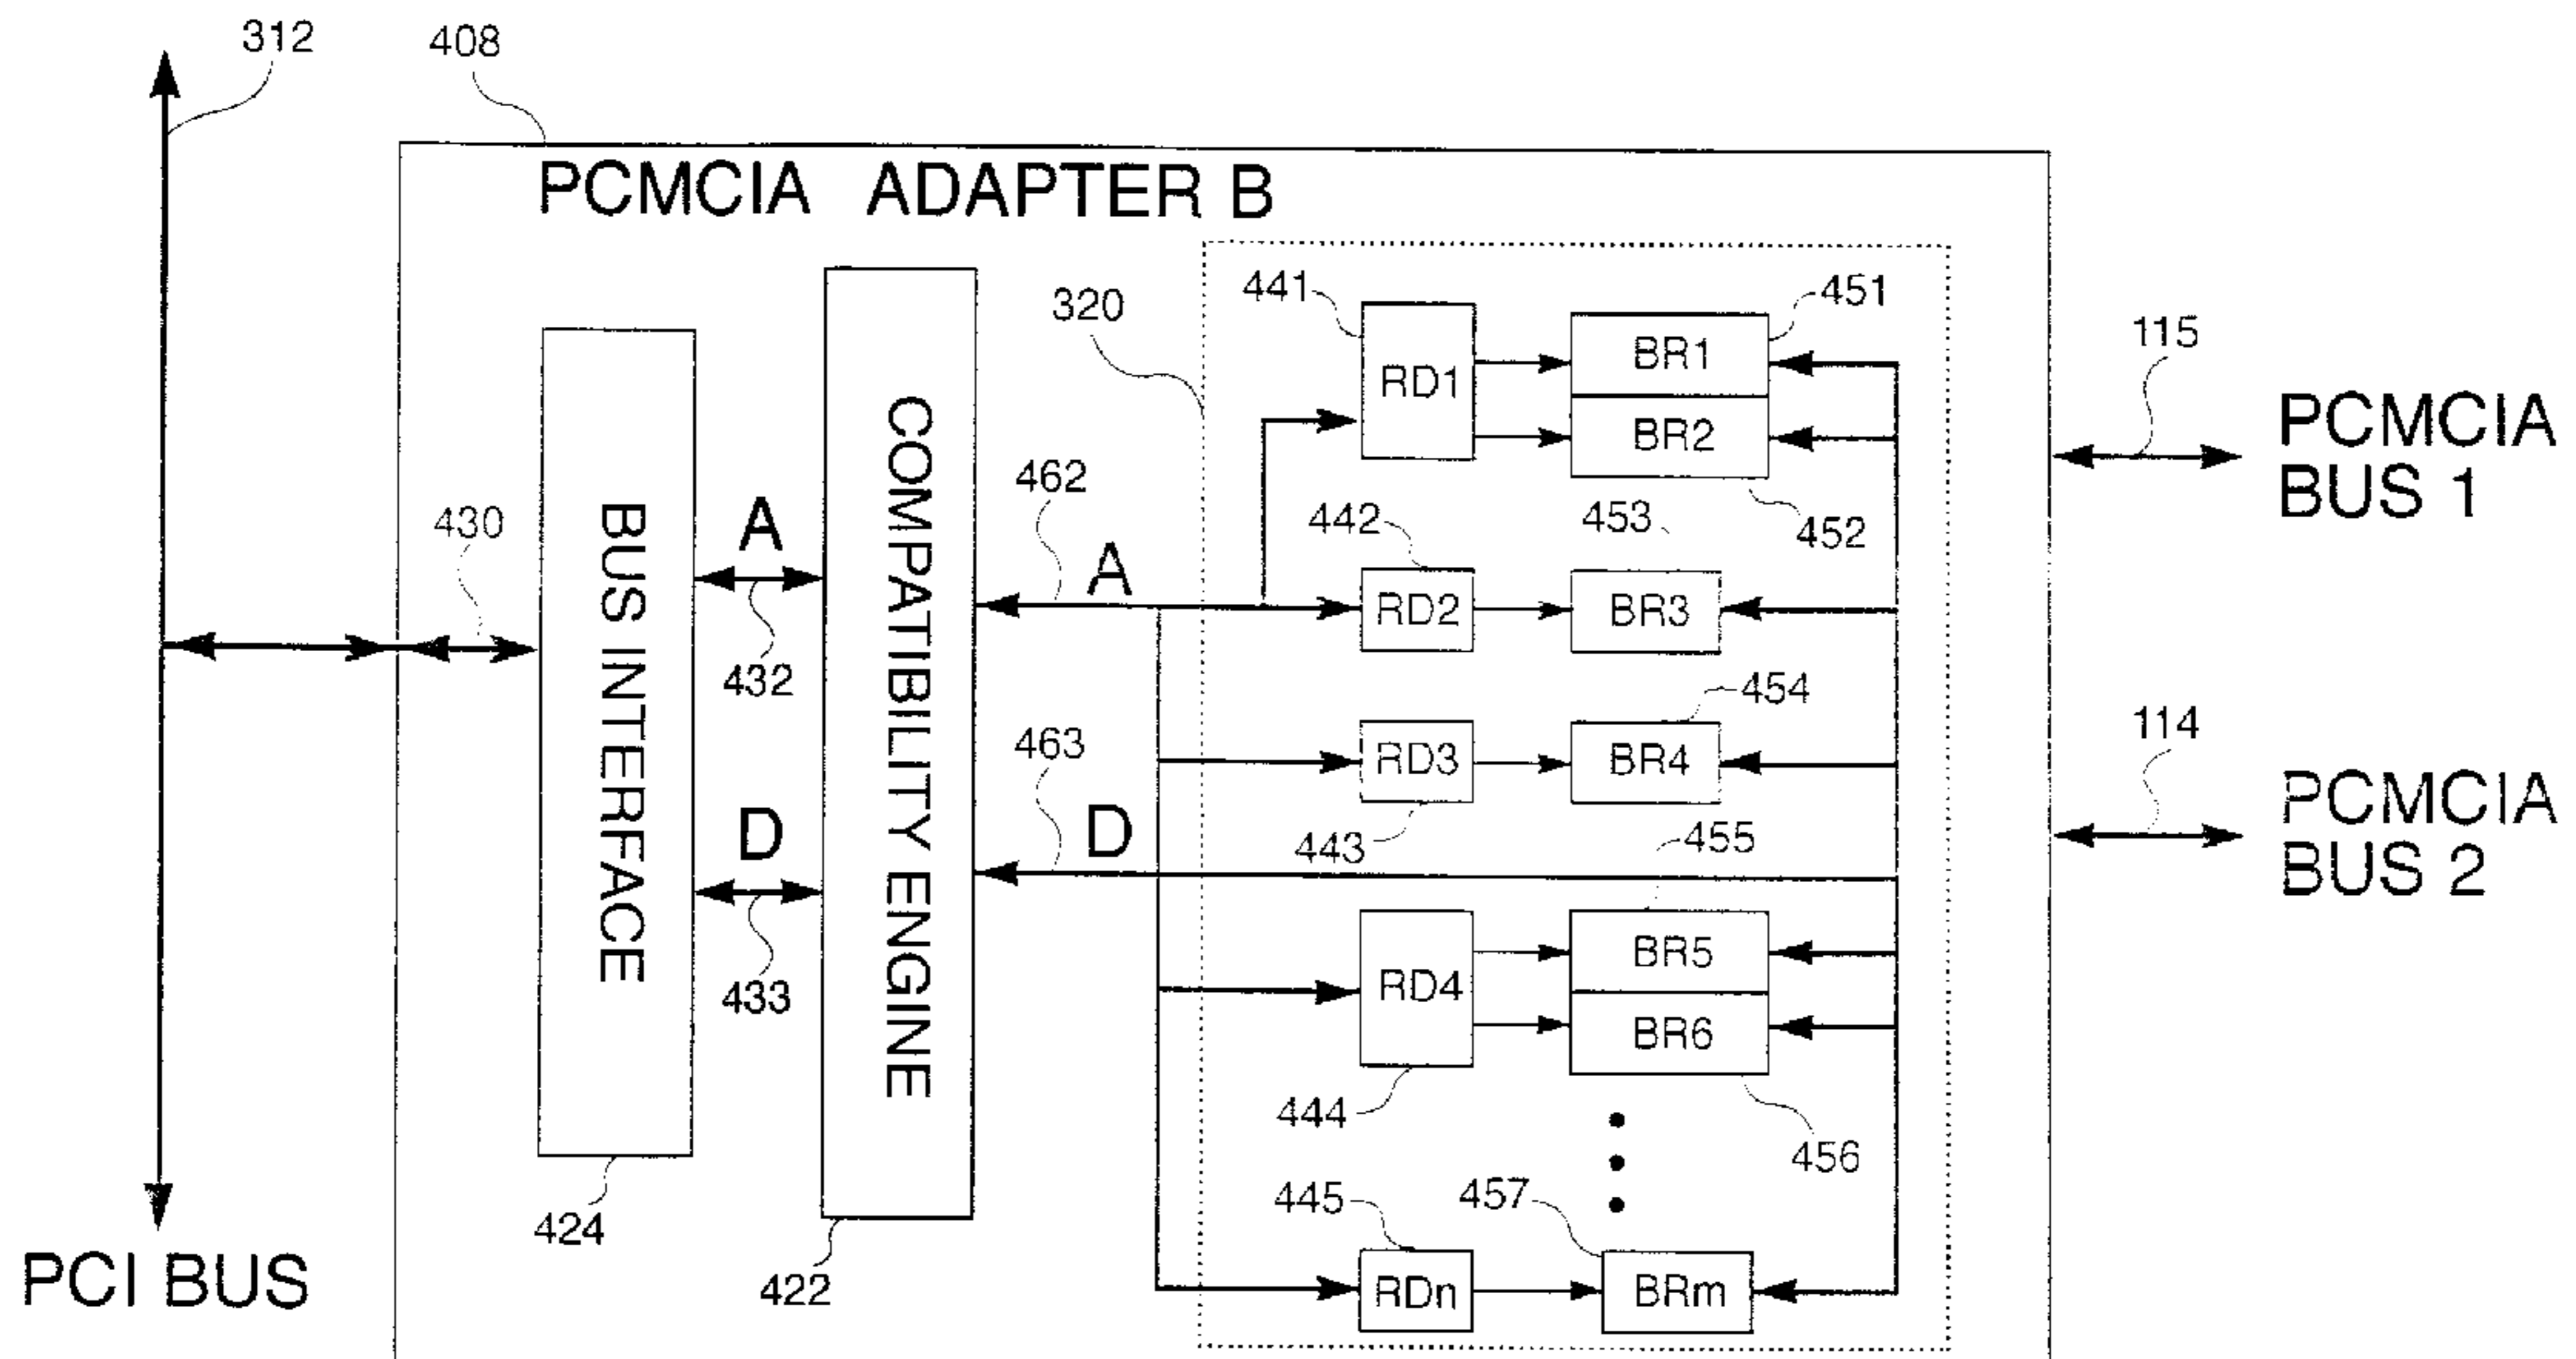 312
408
PCMCIA ADAPTER B
320
441
451
RD1
BR1
BR2
115
PCMCIA
BUS 1
462
A
442
453
452
430
A
BUS INTERFACE
COMPATIBILITY ENGINE
RD2
BR3
432
454
463
RD3
BR4
114
PCMCIA
BUS 2
D
D
443
455
433
RD4
BR5
BR6
444
456
445
457
424
422
RDn
BRm
PCI BUS